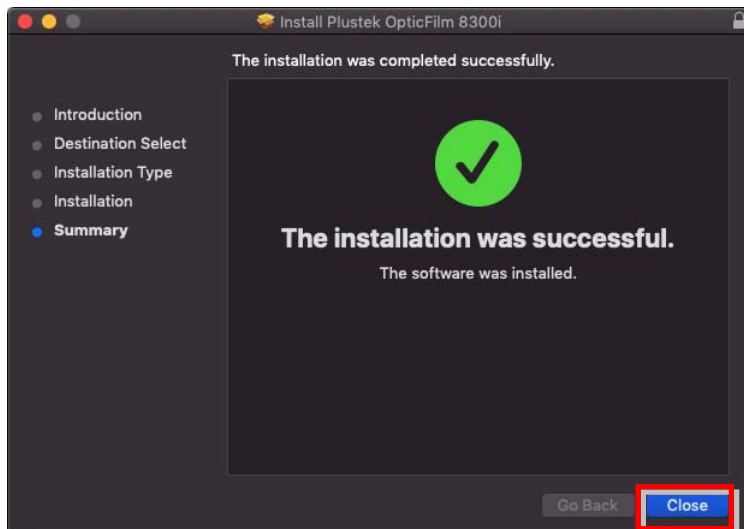 Install Plustek OpticFilm 8300i
The installation was completed successfully.
Introduction
Destination Select
Installation Type
Installation
Summary
The installation was successful.
The software was installed.
Go Back
Close